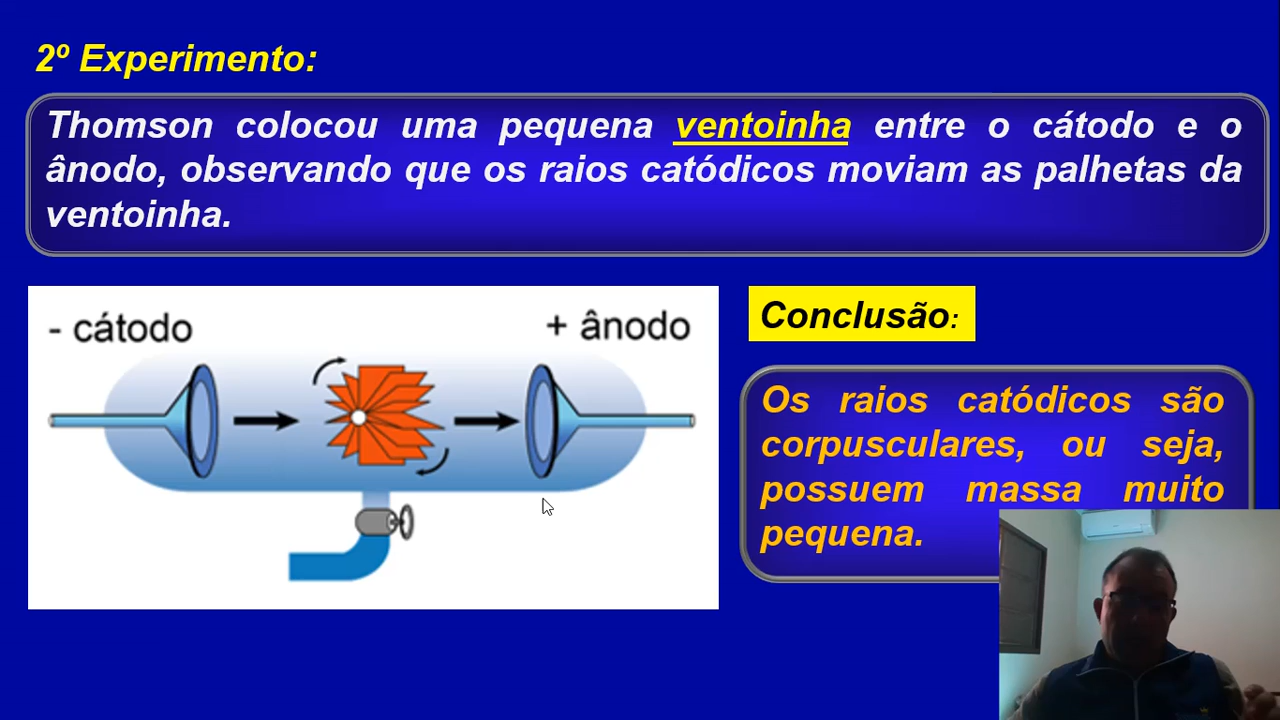 2º Experimento:
Thomson colocou uma pequena ventoinha entre o cátodo e o
ânodo, observando que os raios catódicos moviam as palhetas da
ventoinha.
- cátodo
+ ânodo
Conclusão:
Os raios catódicos são
corpusculares, ou seja,
possuem massa muito
pequena.